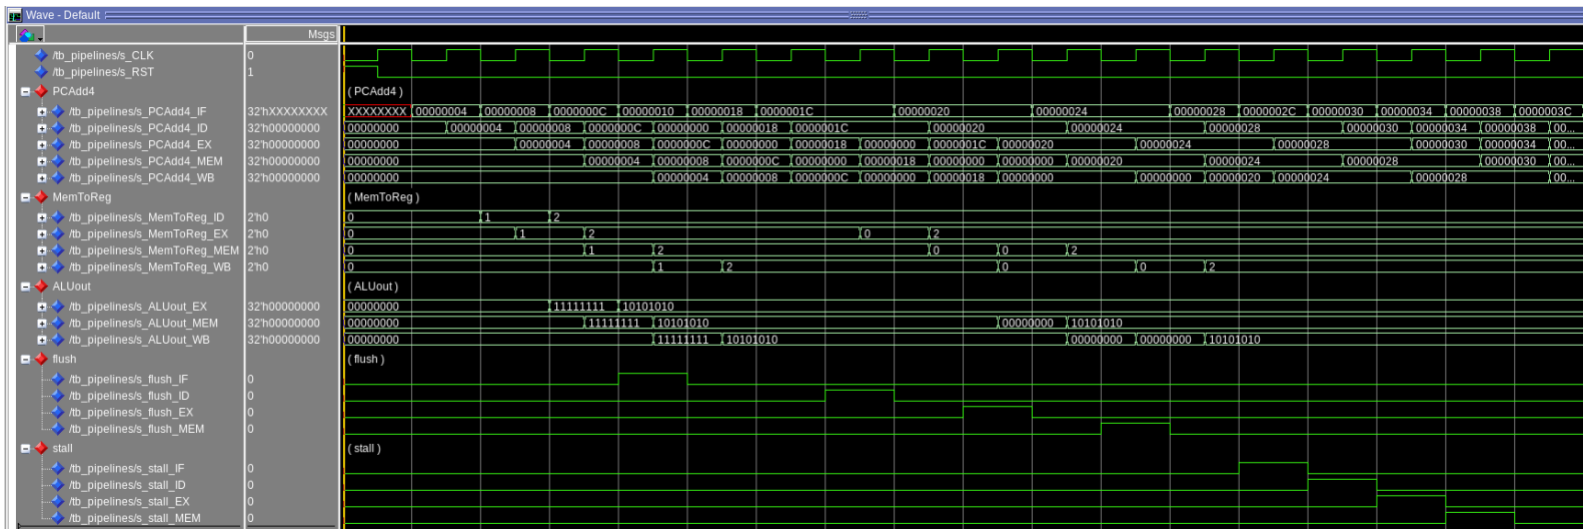 Wave - Default
Msgs
/tb_pipelines/s_CLK 0
/tb_pipelines/s_RST 1
PCAdd4 ( PCAdd4 )
/tb_pipelines/s_PCAdd4_IF 32'hXXXXXXXX XXXXXXXX 00000004 00000008 0000000C 00000010 00000018 0000001C 00000020 00000024 00000028 0000002C 00000030 00000034 00000038 0000003C
/tb_pipelines/s_PCAdd4_ID 32'h00000000 00000000 00000004 00000008 0000000C 00000000 00000018 0000001C 00000020 00000024 00000028 00000030 00000034 00000038 00...
/tb_pipelines/s_PCAdd4_EX 32'h00000000 00000000 00000004 00000008 0000000C 00000000 00000018 00000000 0000001C 00000020 00000024 00000028 00000030 00000034 00...
/tb_pipelines/s_PCAdd4_MEM 32'h00000000 00000000 00000004 00000008 0000000C 00000000 00000018 00000000 00000000 00000020 00000024 00000028 00000030 00...
/tb_pipelines/s_PCAdd4_WB 32'h00000000 00000000 00000004 00000008 0000000C 00000000 00000018 00000000 00000000 00000020 00000024 00000028 00...
MemToReg ( MemToReg )
/tb_pipelines/s_MemToReg_ID 2'h0 0 1 2
/tb_pipelines/s_MemToReg_EX 2'h0 0 1 2 0 2
/tb_pipelines/s_MemToReg_MEM 2'h0 0 1 2 0 0 2
/tb_pipelines/s_MemToReg_WB 2'h0 0 1 2 0 0 2
ALUout ( ALUout )
/tb_pipelines/s_ALUout_EX 32'h00000000 00000000 11111111 10101010
/tb_pipelines/s_ALUout_MEM 32'h00000000 00000000 11111111 10101010 00000000 10101010
/tb_pipelines/s_ALUout_WB 32'h00000000 00000000 11111111 10101010 00000000 00000000 10101010
flush ( flush )
/tb_pipelines/s_flush_IF 0
/tb_pipelines/s_flush_ID 0
/tb_pipelines/s_flush_EX 0
/tb_pipelines/s_flush_MEM 0
stall ( stall )
/tb_pipelines/s_stall_IF 0
/tb_pipelines/s_stall_ID 0
/tb_pipelines/s_stall_EX 0
/tb_pipelines/s_stall_MEM 0